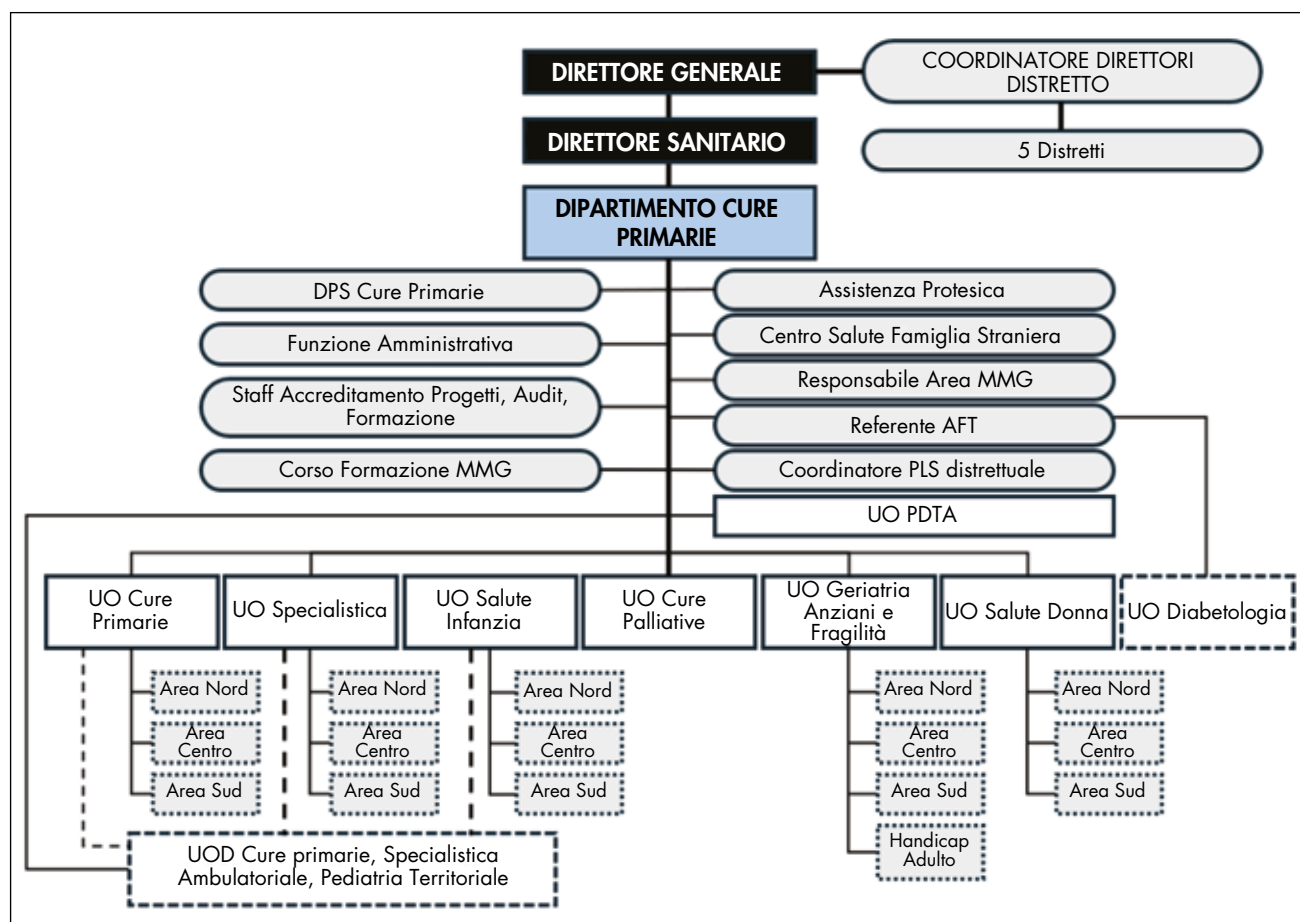 DIRETTORE GENERALE
COORDINATORE DIRETTORI
DISTRETTO
DIRETTORE SANITARIO
5 Distretti
DIPARTIMENTO CURE
PRIMARIE
DPS Cure Primarie
Assistenza Protesica
Funzione Amministrativa
Centro Salute Famiglia Straniera
Staff Accreditamento Progetti, Audit,
Formazione
Responsabile Area MMG
Referente AFT
Corso Formazione MMG
Coordinatore PLS distrettuale
UO PDTA
UO Cure
Primarie
UO Specialistica
UO Salute
Infanzia
UO Cure
Palliative
UO Geriatria
Anziani e
Fragilità
UO Salute Donna
UO Diabetologia
Area Nord
Area
Centro
Area Sud
Area Nord
Area
Centro
Area Sud
Area Nord
Area
Centro
Area Sud
Area Nord
Area
Centro
Area Sud
Handicap
Adulto
Area Nord
Area
Centro
Area Sud
UOD Cure primarie, Specialistica
Ambulatoriale, Pediatria Territoriale